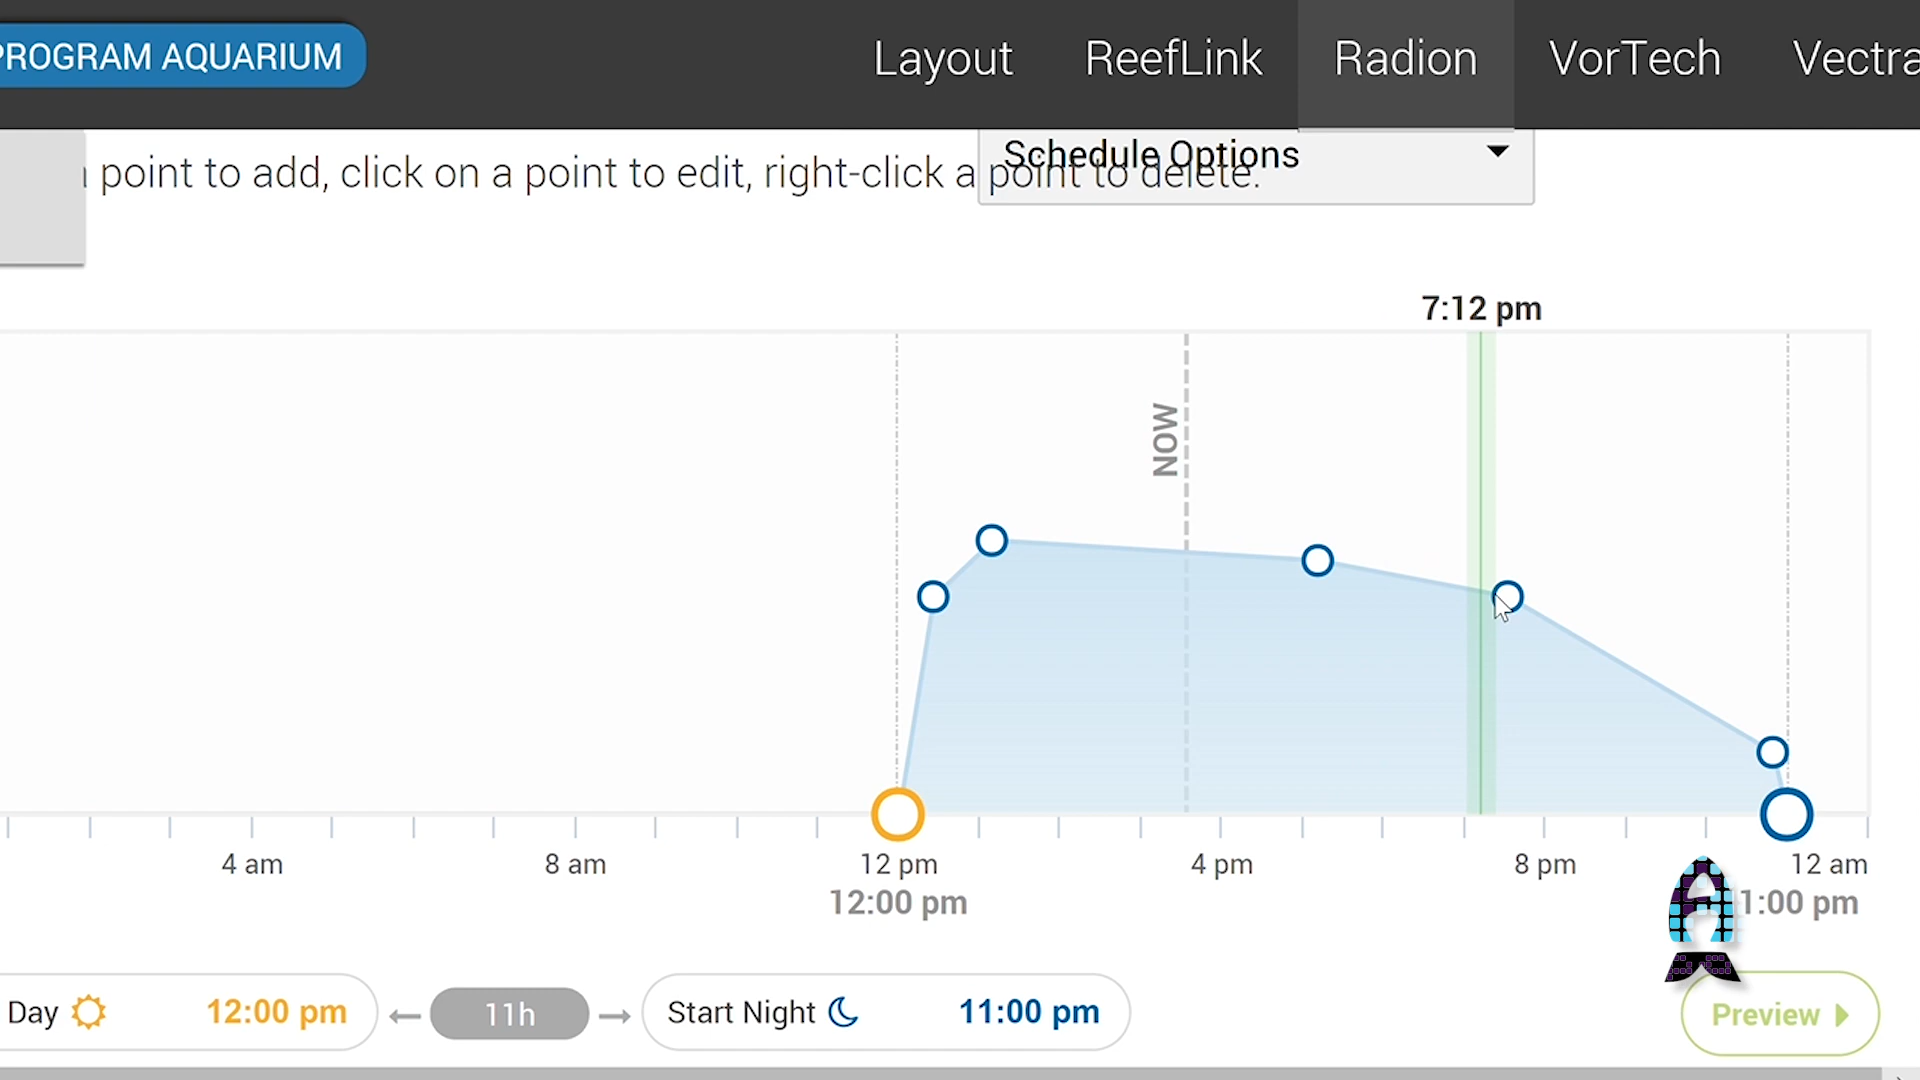 PROGRAM AQUARIUM
Layout
ReefLink
Radion
VorTech
Vectra
point to add, click on a point to edit, right-click a point to delete.
Schedule Options
7:12 pm
NOW
4 am
8 am
12 pm
4 pm
8 pm
12 am
12:00 pm
1:00 pm
Day
12:00 pm
11h
Start Night
11:00 pm
Preview